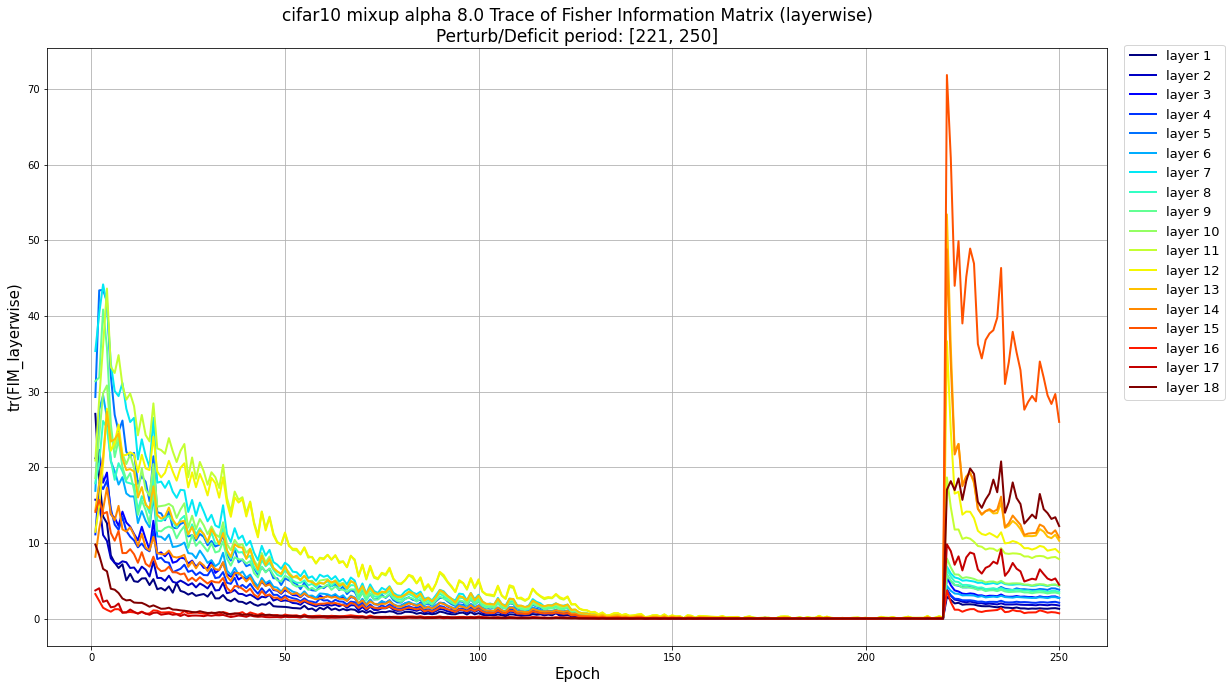 cifar10 mixup alpha 8.0 Trace of Fisher Information Matrix (layerwise)
Perturb/Deficit period: [221, 250]
tr(FIM_layerwise)
70
60
50
40
30
20
10
0
0
50
100
150
200
250
Epoch
layer 1
layer 2
layer 3
layer 4
layer 5
layer 6
layer 7
layer 8
layer 9
layer 10
layer 11
layer 12
layer 13
layer 14
layer 15
layer 16
layer 17
layer 18